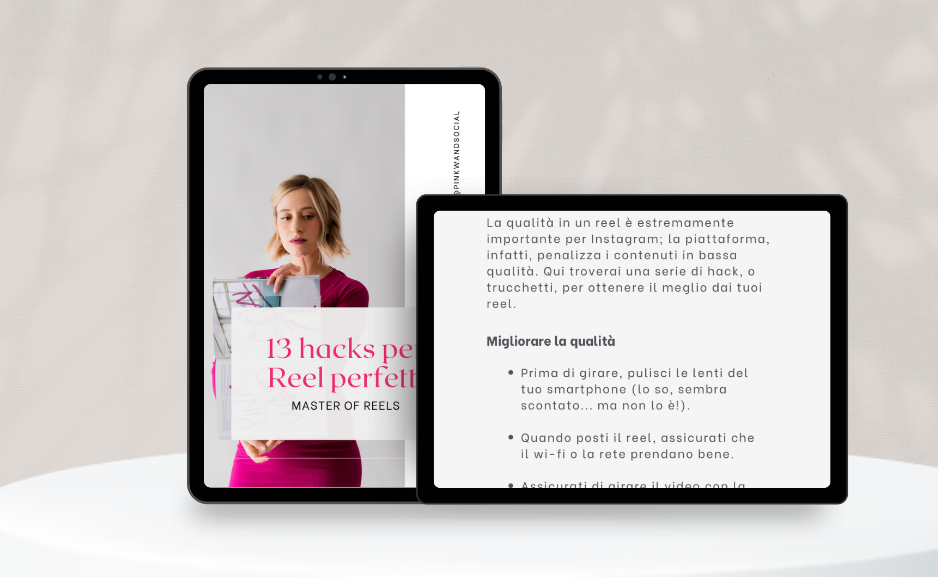 @PINKWANDSOCIAL
13 hacks pe
Reel perfett
MASTER OF REELS
La qualità in un reel è estremamente
importante per Instagram; la piattaforma,
infatti, penalizza i contenuti in bassa
qualità. Qui troverai una serie di hack, o
trucchetti, per ottenere il meglio dai tuoi
reel.
Migliorare la qualità
• Prima di girare, pulisci le lenti del
tuo smartphone (lo so, sembra
scontato... ma non lo è!).
• Quando posti il reel, assicurati che
il wi-fi o la rete prendano bene.
• Assicurati di girare il video con la